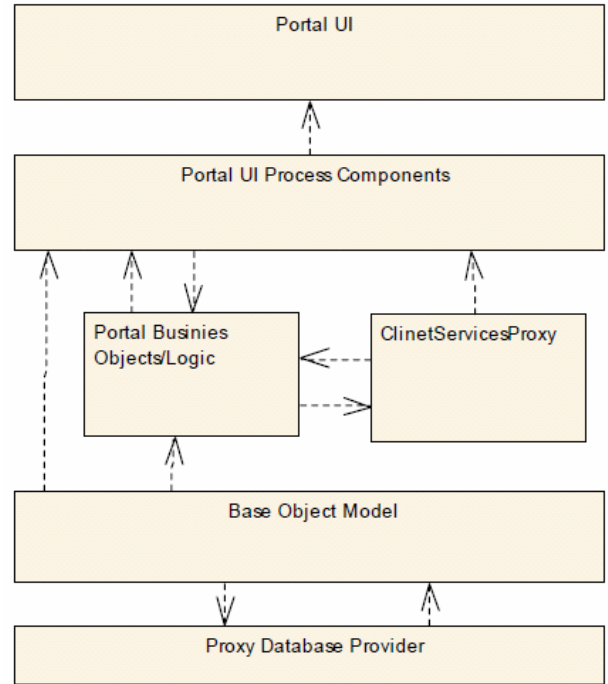 Portal UI
Portal UI Process Components
Portal Businies
Objects/Logic
ClinetServicesProxy
Base Object Model
Proxy Database Provider